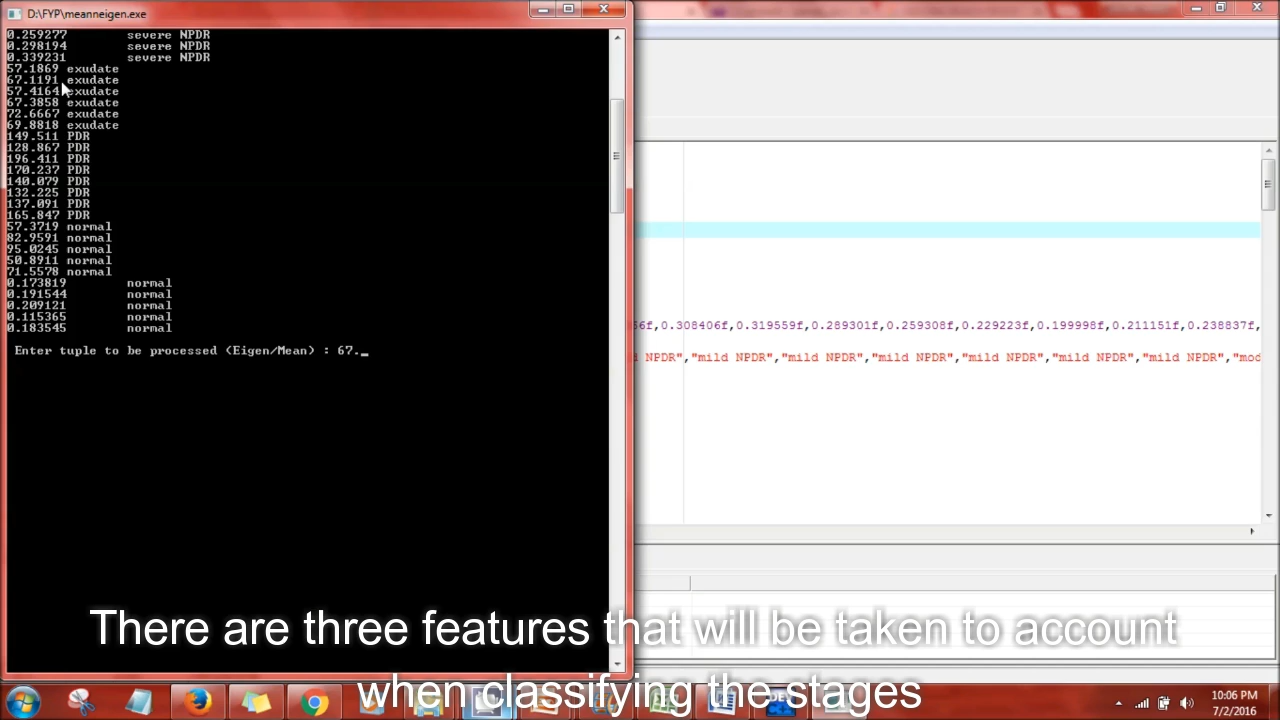 D:\FYP\meanneigen.exe
0.259277 severe NPDR
0.298194 severe NPDR
0.339231 severe NPDR
57.1869 exudate
67.1191 exudate
57.4164 exudate
67.3858 exudate
72.6667 exudate
69.8818 exudate
149.511 PDR
128.867 PDR
196.411 PDR
170.237 PDR
140.079 PDR
132.225 PDR
137.091 PDR
165.847 PDR
57.3719 normal
82.9591 normal
95.0245 normal
50.8911 normal
71.5578 normal
0.173819 normal
0.191544 normal
0.209121 normal
0.115365 normal
0.183545 normal
Enter tuple to be processed (Eigen/Mean) : 67._
6f,0.308406f,0.319559f,0.289301f,0.259308f,0.229223f,0.199998f,0.211151f,0.238837f,
NPDR","mild NPDR","mild NPDR","mild NPDR","mild NPDR","mild NPDR","mild NPDR","mod
There are three features that will be taken to account
when classifying the stages
10:06 PM
7/2/2016